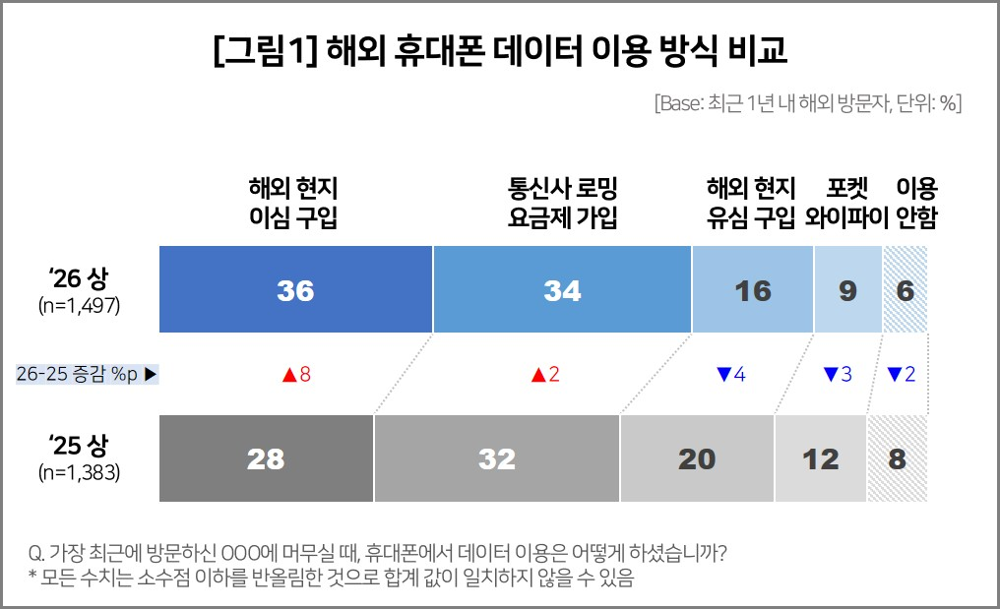 [그림1] 해외 휴대폰 데이터 이용 방식 비교
[Base: 최근 1년 내 해외 방문자, 단위: %]
해외 현지 통신사 로밍 해외 현지 포켓 이용
이심 구입 요금제 가입 유심 구입 와이파이 안함
‘26 상
(n=1,497)
36 34 16 9 6
26-25 증감 %p ▶ ▲8 ▲2 ▼4 ▼3 ▼2
‘25 상
(n=1,383)
28 32 20 12 8
Q. 가장 최근에 방문하신 OOO에 머무실 때, 휴대폰에서 데이터 이용은 어떻게 하셨습니까?
* 모든 수치는 소수점 이하를 반올림한 것으로 합계 값이 일치하지 않을 수 있음